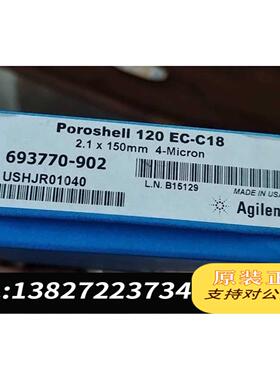 Poroshell 120 EC-C18
2.1 x 150mm 4-Micron
693770-902
USHJR01040
L.N. B15129
MADE IN USA
Agilent
原装正
:13827223734
支持对公